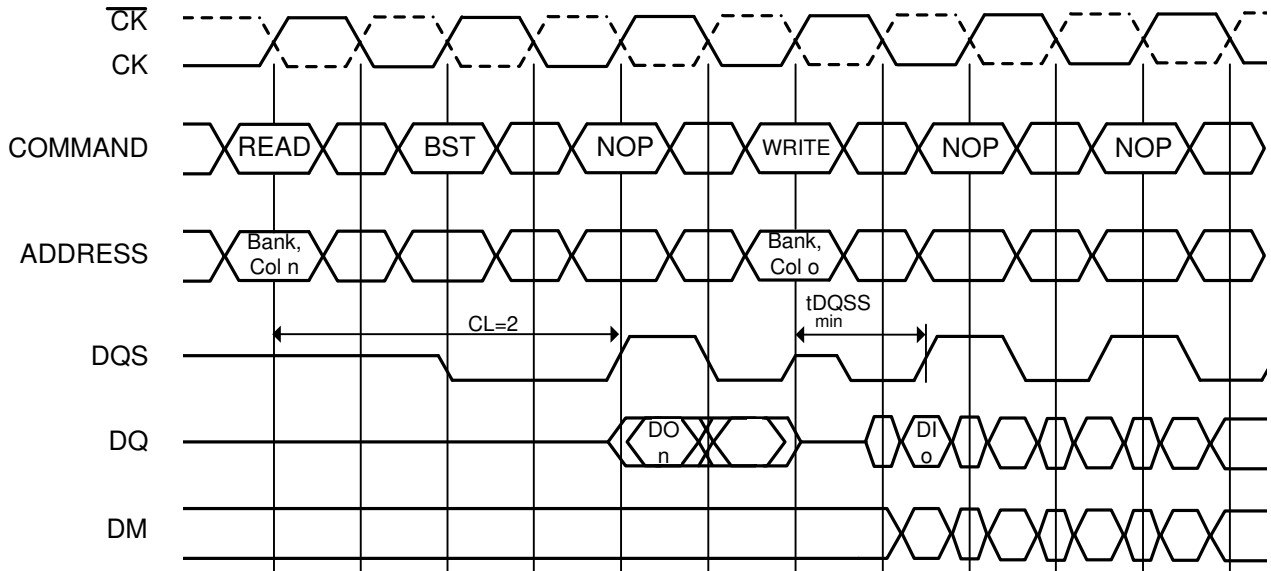 CK
CK
COMMAND
READ
BST
NOP
WRITE
NOP
NOP
ADDRESS
Bank,
Col n
Bank,
Col o
DQS
CL=2
tDQSS
min
DQ
DO
n
DI
o
DM